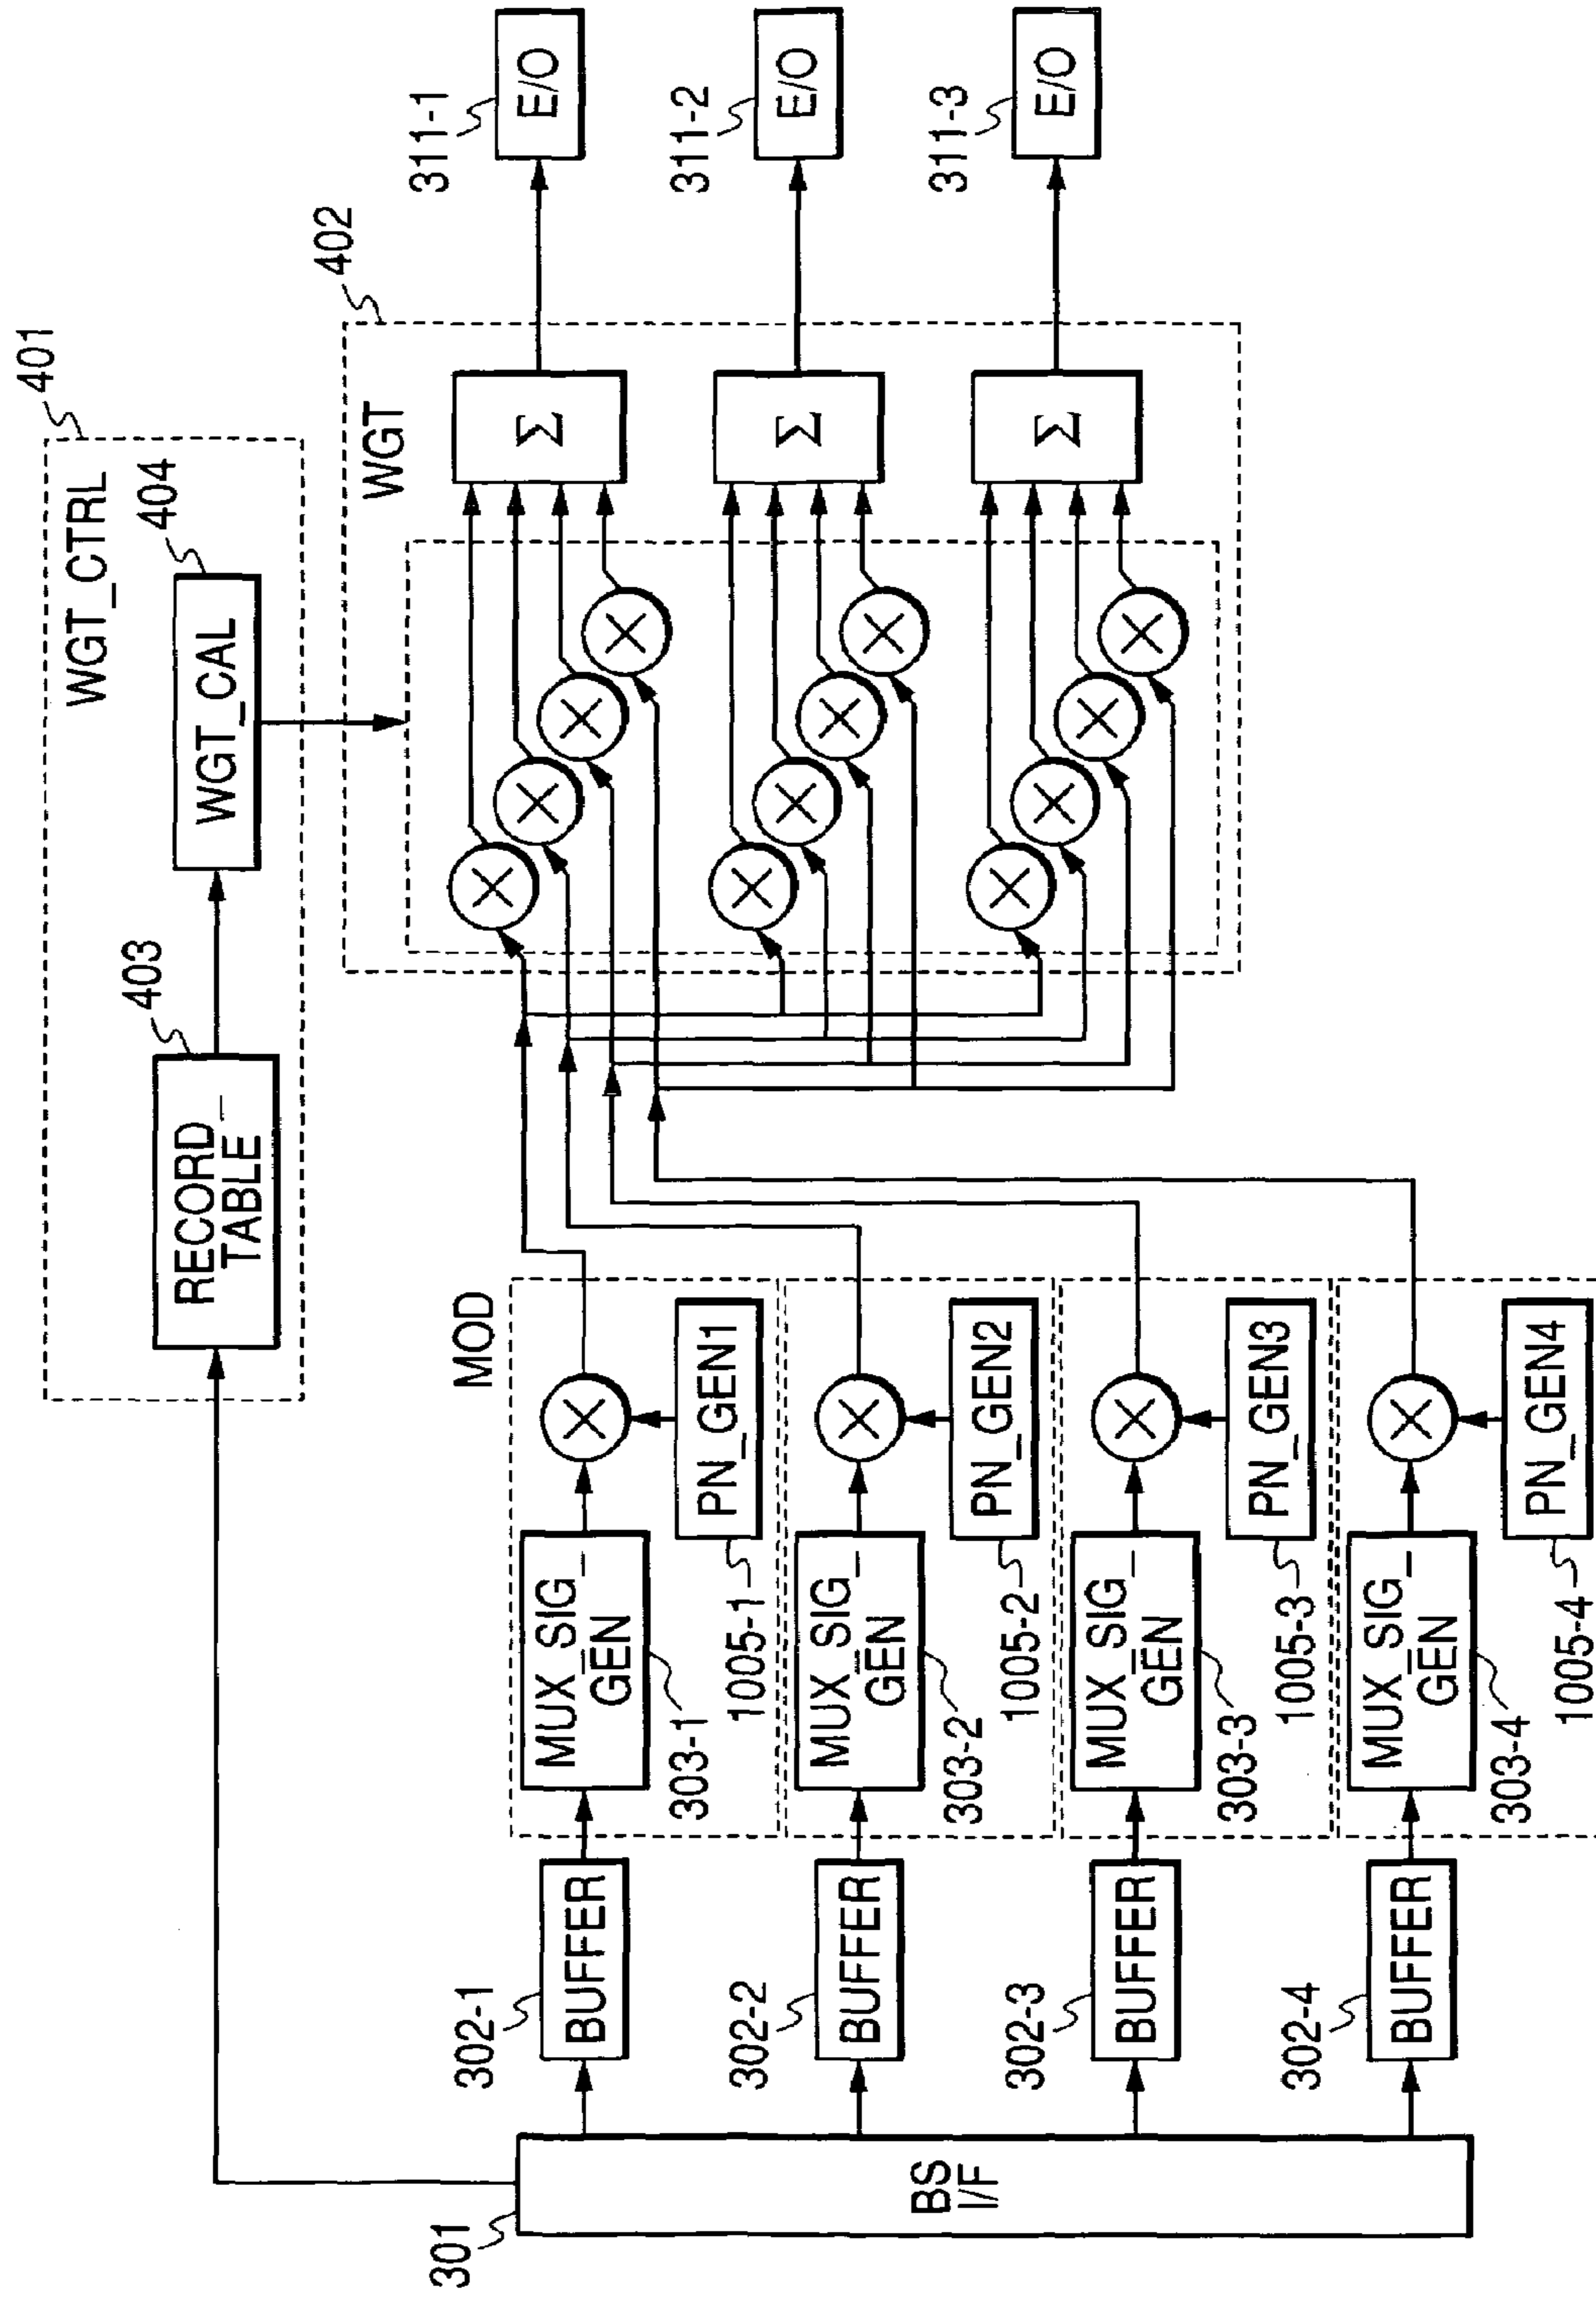 401
WGT_CTRL
403
404
RECORD_
TABLE
WGT_CAL
402
WGT
301
BS
I/F
302-1
BUFFER
302-2
BUFFER
302-3
BUFFER
302-4
BUFFER
MOD
MUX_SIG_
GEN
303-1
PN_GEN1
1005-1
MUX_SIG_
GEN
303-2
PN_GEN2
1005-2
MUX_SIG_
GEN
303-3
PN_GEN3
1005-3
MUX_SIG_
GEN
303-4
PN_GEN4
1005-4
Σ
Σ
Σ
311-1
E/O
311-2
E/O
311-3
E/O